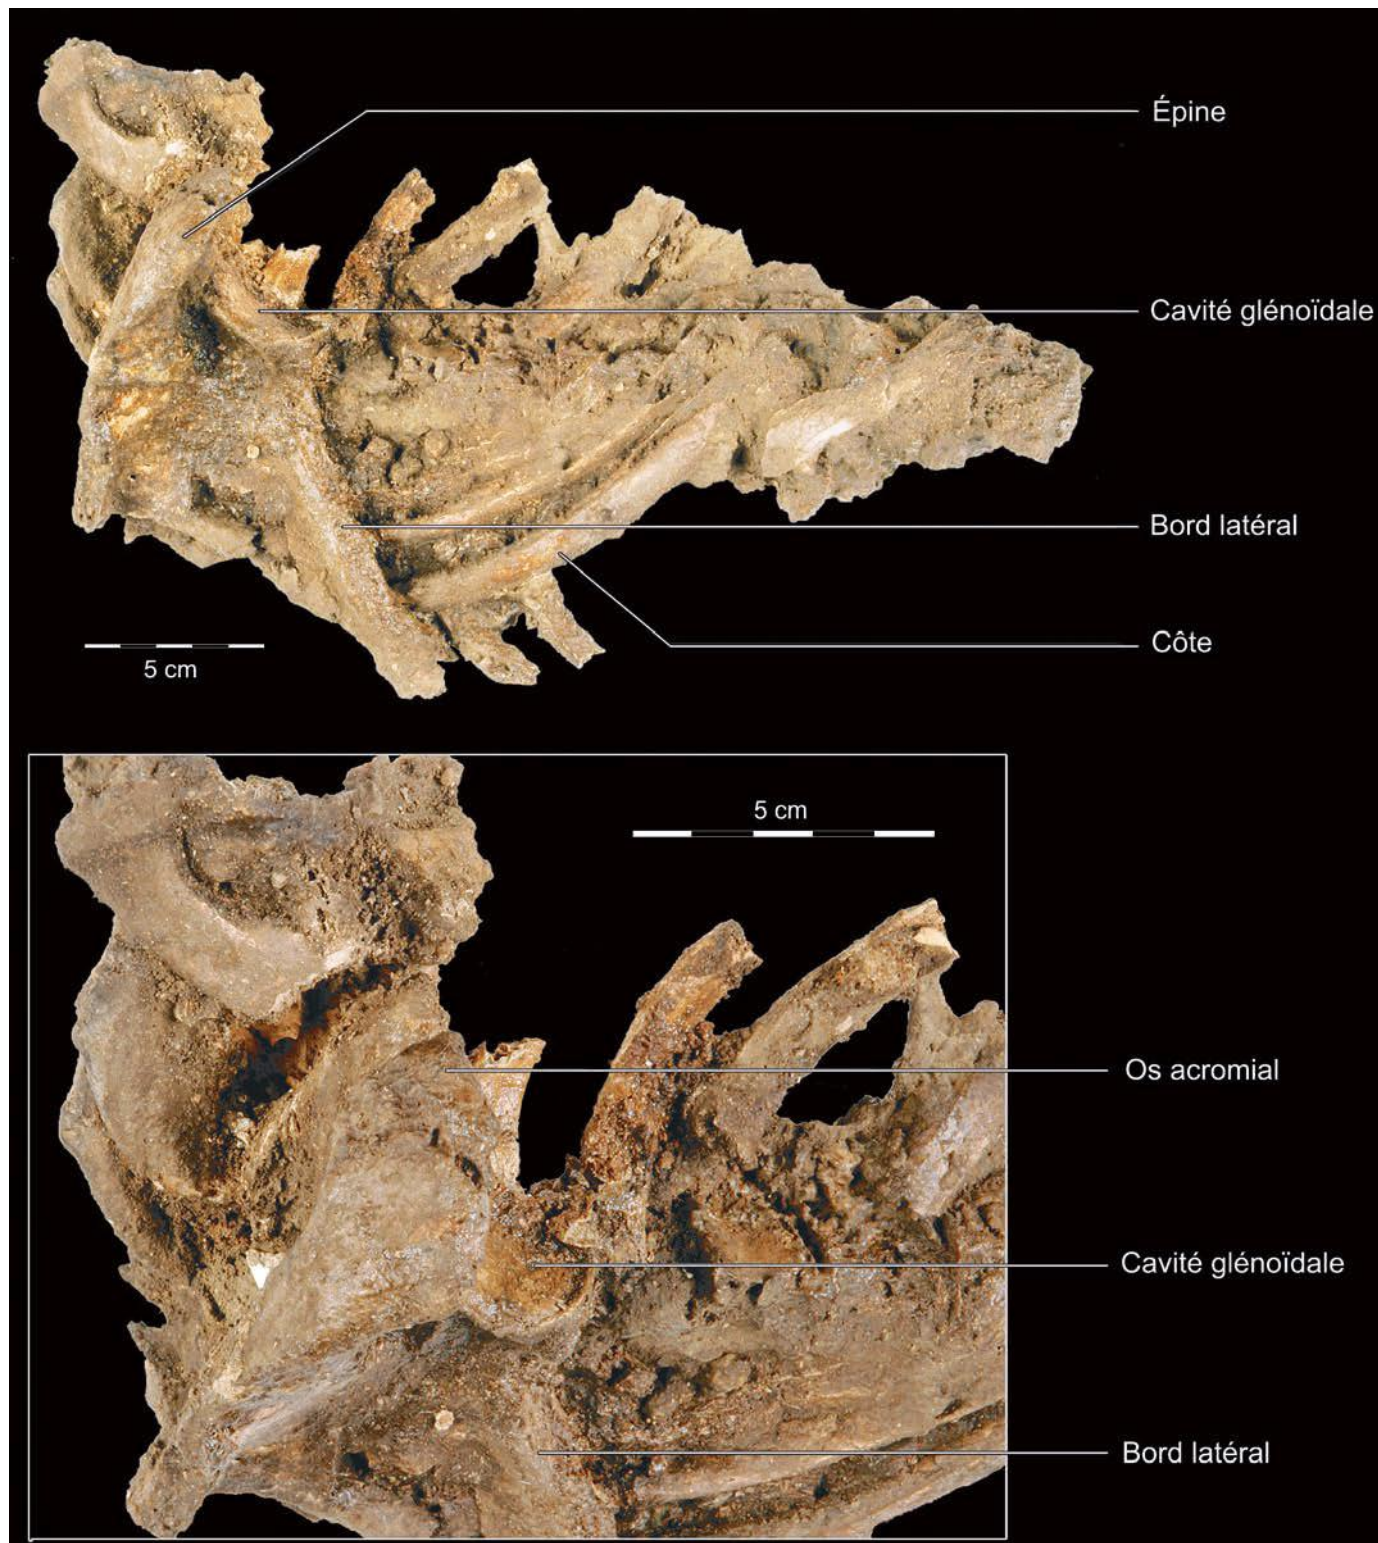 Épine
Cavité glénoïdale
Bord latéral
Côte
5 cm
5 cm
Os acromial
Cavité glénoïdale
Bord latéral